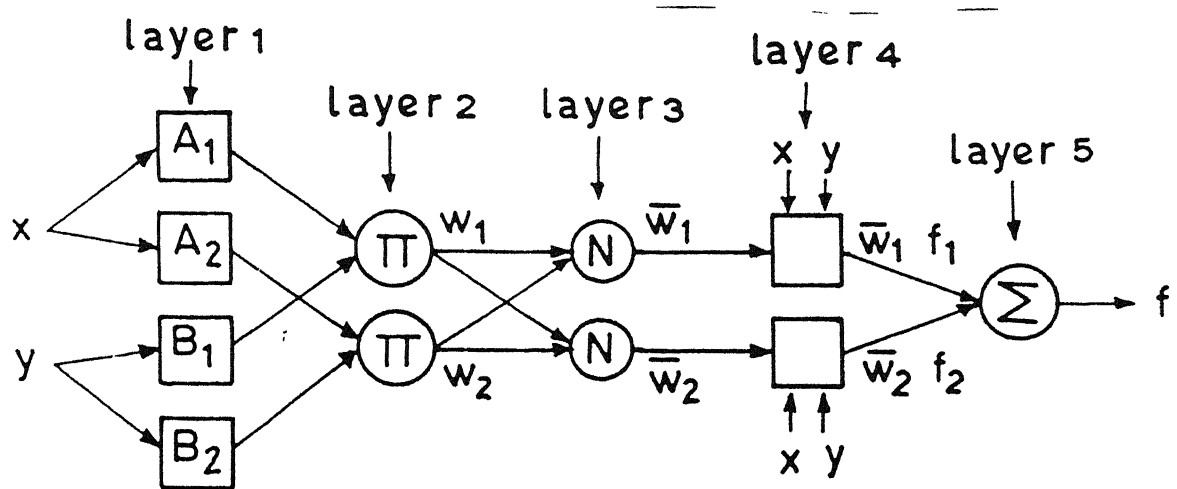 layer 1
layer 2
layer 3
layer 4
layer 5
x
y
A1
A2
B1
B2
Π
Π
w1
w2
N
N
w̅1
w̅2
x y
x y
w̅1 f1
w̅2 f2
Σ
f